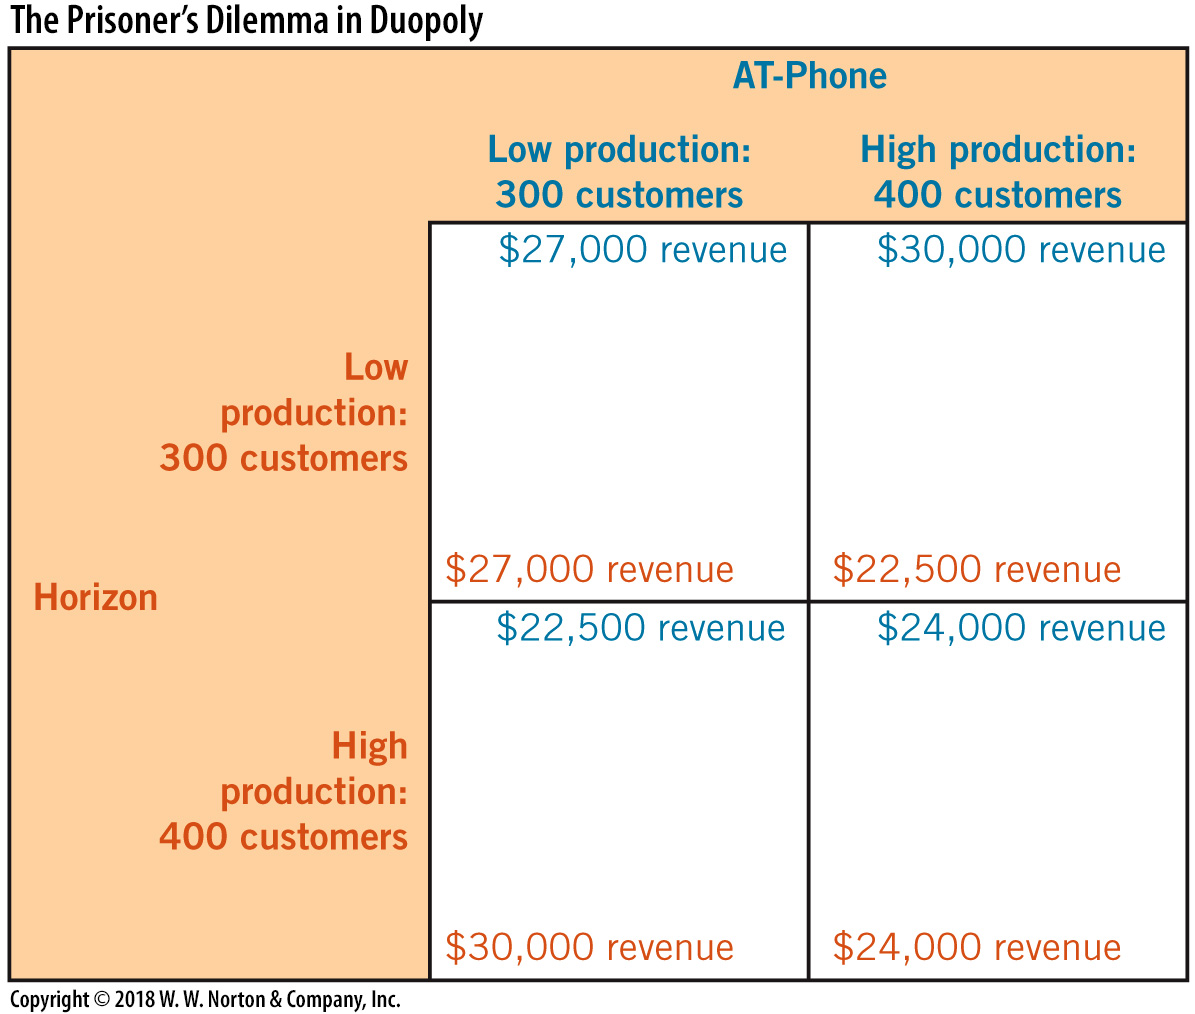 The Prisoner's Dilemma in Duopoly
AT-Phone
Low production:
300 customers
High production:
400 customers
$27,000 revenue
$30,000 revenue
Low
production:
300 customers
$27,000 revenue
$22,500 revenue
Horizon
$22,500 revenue
$24,000 revenue
High
production:
400 customers
$30,000 revenue
$24,000 revenue
Copyright © 2018 W. W. Norton & Company, Inc.